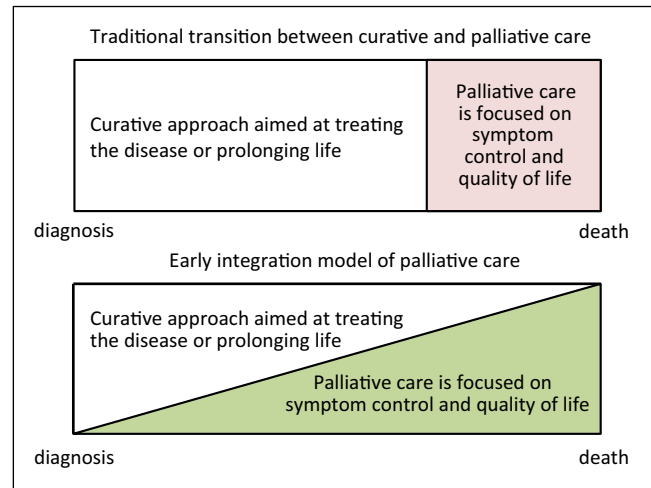 Traditional transition between curative and palliative care
Curative approach aimed at treating
the disease or prolonging life
Palliative care
is focused on
symptom
control and
quality of life
diagnosis
death
Early integration model of palliative care
Curative approach aimed at treating
the disease or prolonging life
Palliative care is focused on
symptom control and quality of life
diagnosis
death